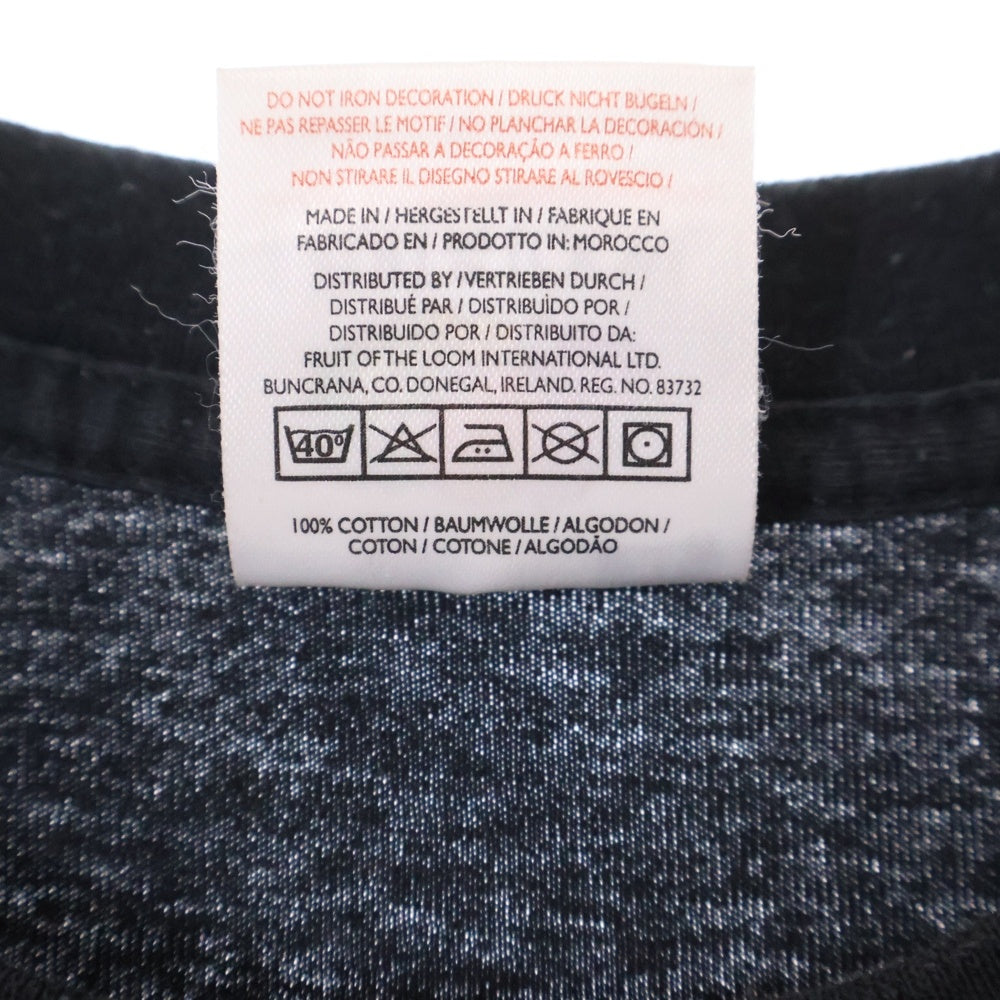 DO NOT IRON DECORATION / DRUCK NICHT BUGELN /
NE PAS REPASSER LE MOTIF / NO PLANCHAR LA DECORACIÓN /
NÃO PASSAR A DECORAÇÃO A FERRO /
NON STIRARE IL DISEGNO STIRARE AL ROVESCIO /
MADE IN / HERGESTELLT IN / FABRIQUE EN
FABRICADO EN / PRODOTTO IN: MOROCCO
DISTRIBUTED BY / VERTRIEBEN DURCH /
DISTRIBUÉ PAR / DISTRIBUÌDO POR /
DISTRIBUIDO POR / DISTRIBUITO DA:
FRUIT OF THE LOOM INTERNATIONAL LTD.
BUNCRANA, CO. DONEGAL, IRELAND. REG. NO. 83732
40°
100% COTTON / BAUMWOLLE / ALGODON /
COTON / COTONE / ALGODÃO